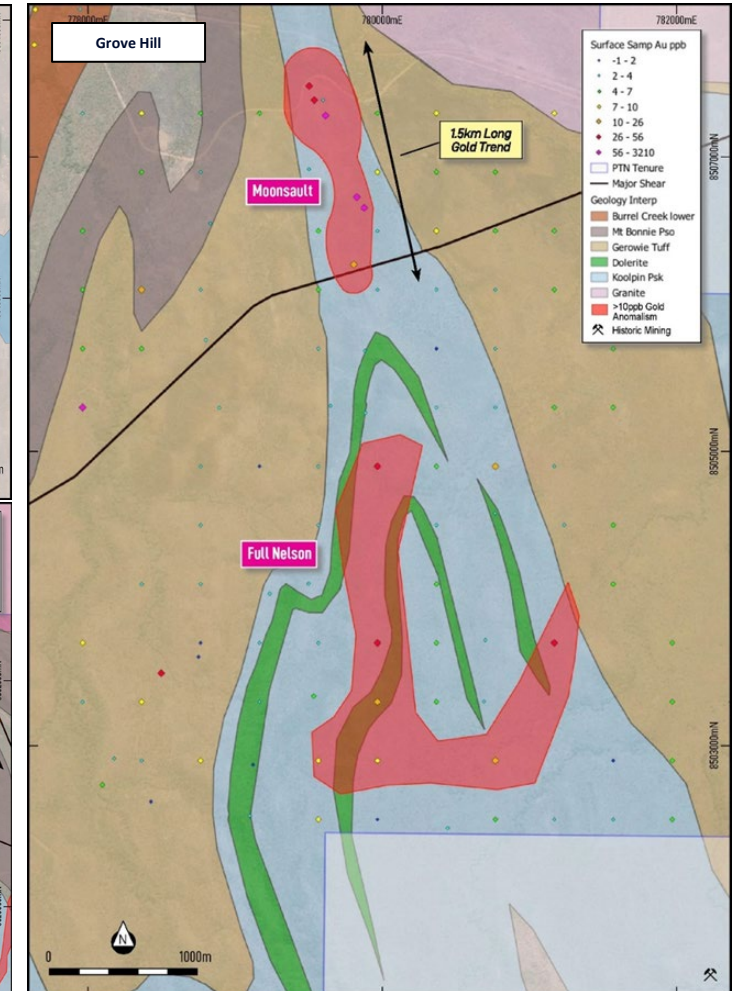 778000mE
780000mE
782000mE
Grove Hill
Surface Samp Au ppb
-1 - 2
2 - 4
4 - 7
7 - 10
10 - 26
26 - 56
56 - 3210
PTN Tenure
Major Shear
Geology Interp
Burrel Creek lower
Mt Bonnie Pso
Gerowie Tuff
Dolerite
Koolpin Psk
Granite
>10ppb Gold
Anomalism
Historic Mining
1.5km Long
Gold Trend
8507000mN
Moonsault
8505000mN
Full Nelson
8503000mN
N
0
1000m